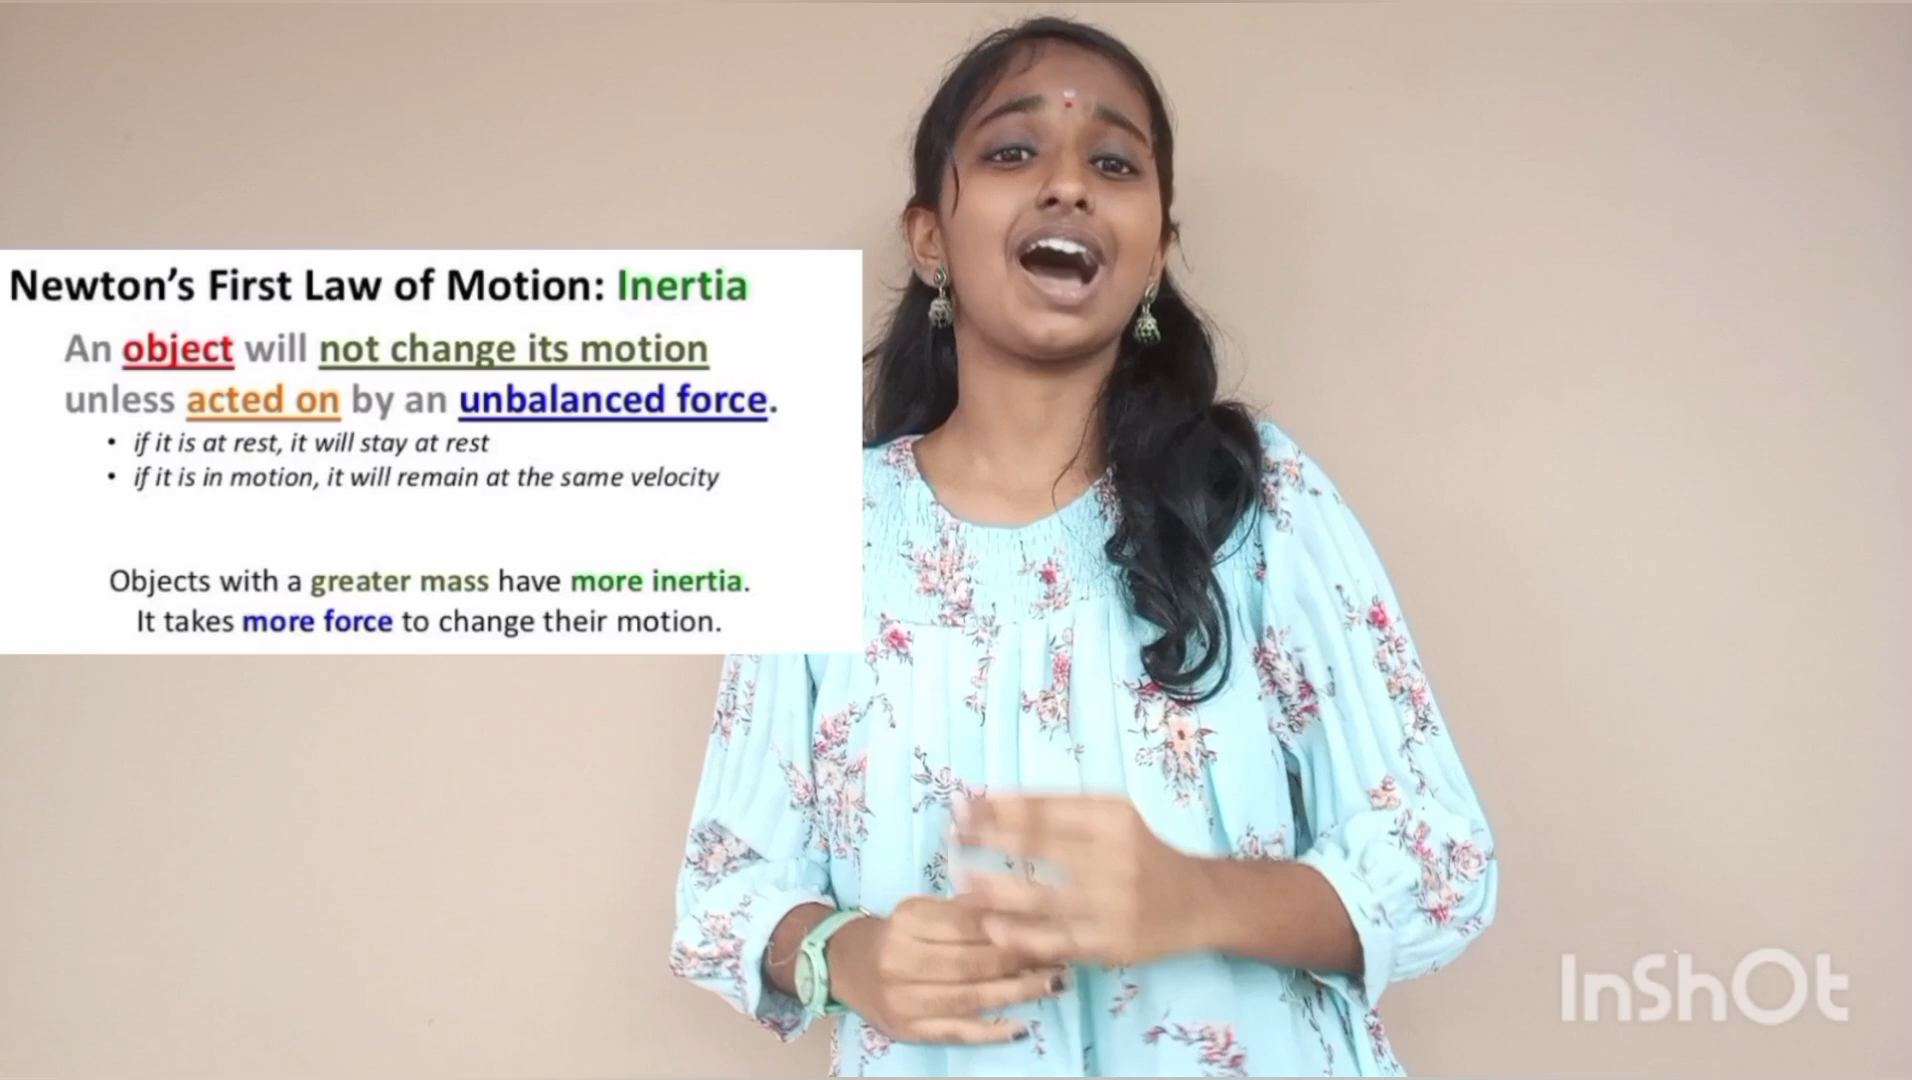 Newton's First Law of Motion: Inertia
An object will not change its motion
unless acted on by an unbalanced force.
• if it is at rest, it will stay at rest
• if it is in motion, it will remain at the same velocity
Objects with a greater mass have more inertia.
It takes more force to change their motion.
InShOt